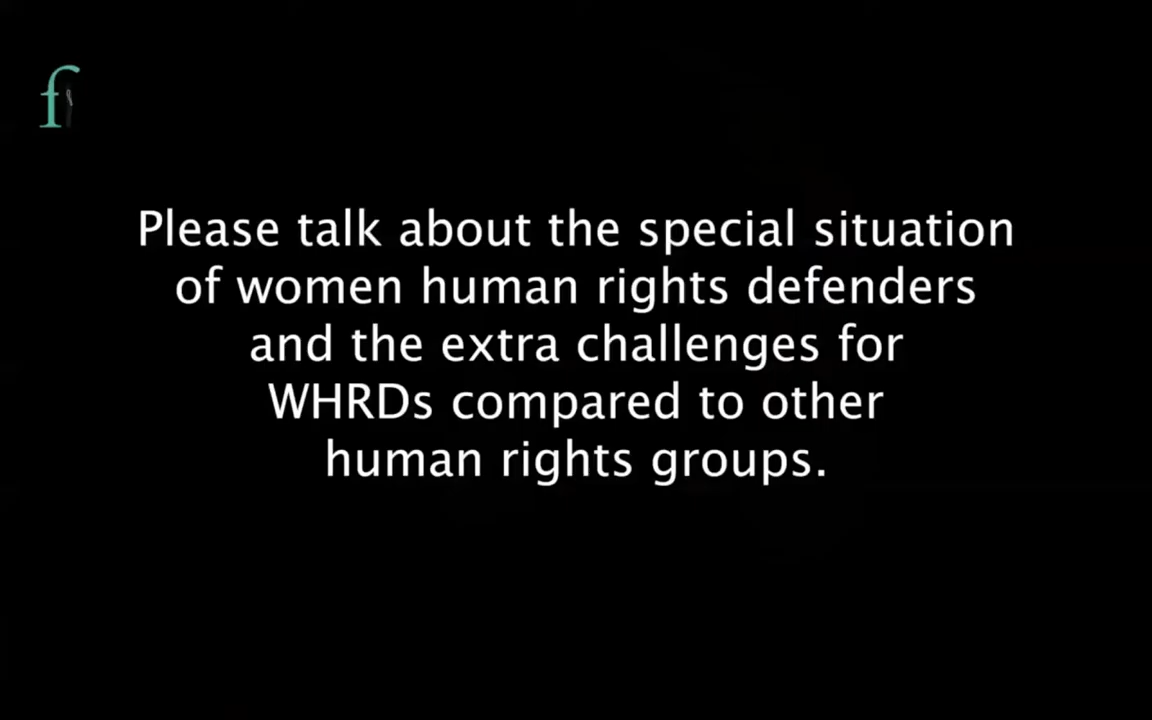 f
Please talk about the special situation
of women human rights defenders
and the extra challenges for
WHRDs compared to other
human rights groups.